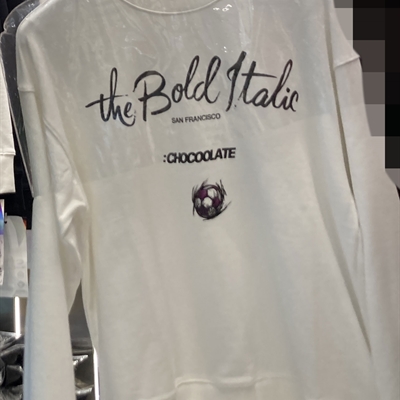 the Bold Italic
SAN FRANCISCO
:CHOCOOLATE